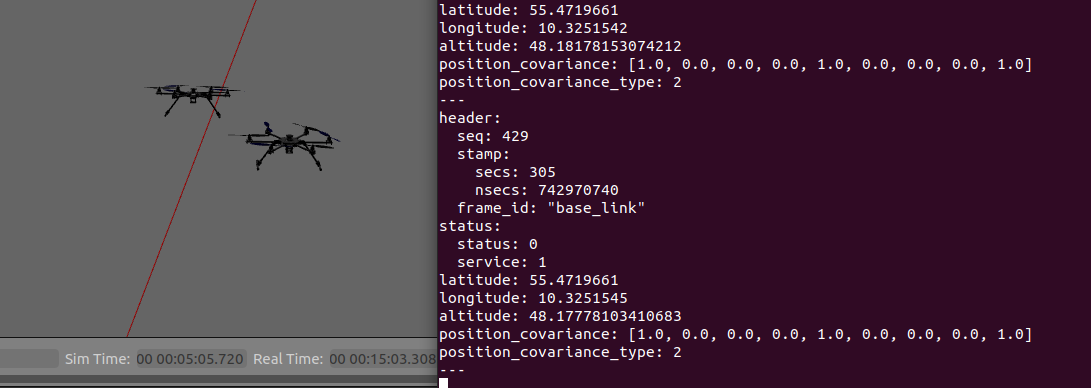 latitude: 55.4719661
longitude: 10.3251542
altitude: 48.18178153074212
position_covariance: [1.0, 0.0, 0.0, 0.0, 1.0, 0.0, 0.0, 0.0, 1.0]
position_covariance_type: 2
---
header:
  seq: 429
  stamp:
    secs: 305
    nsecs: 742970740
  frame_id: "base_link"
status:
  status: 0
  service: 1
latitude: 55.4719661
longitude: 10.3251545
altitude: 48.17778103410683
position_covariance: [1.0, 0.0, 0.0, 0.0, 1.0, 0.0, 0.0, 0.0, 1.0]
position_covariance_type: 2
---
Sim Time: 00 00:05:05.720 Real Time: 00 00:15:03.308